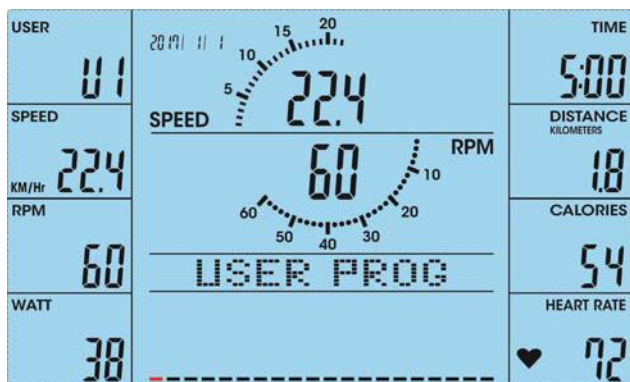 USER
U1
SPEED
KM/Hr 22.4
RPM
60
WATT
38
2017/ 1/ 1
5 10 15 20
SPEED 22.4
60 RPM
60 50 40 30 20 10
USER PROG
TIME
5:00
DISTANCE
KILOMETERS
1.8
CALORIES
54
HEART RATE
72